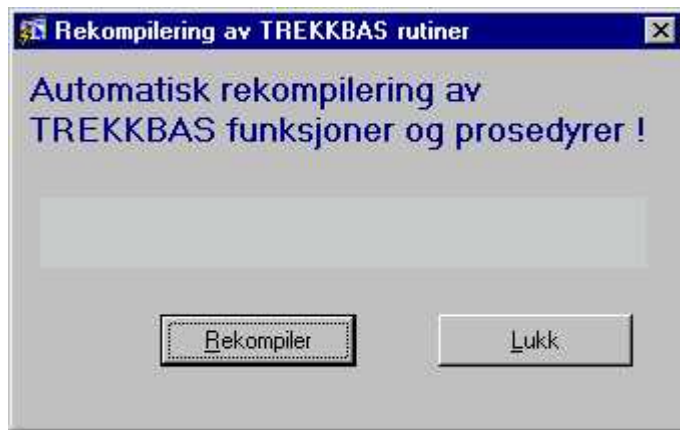 Rekompilering av TREKKBAS rutiner
Automatisk rekompilering av
TREKKBAS funksjoner og prosedyrer !
Rekompiler
Lukk